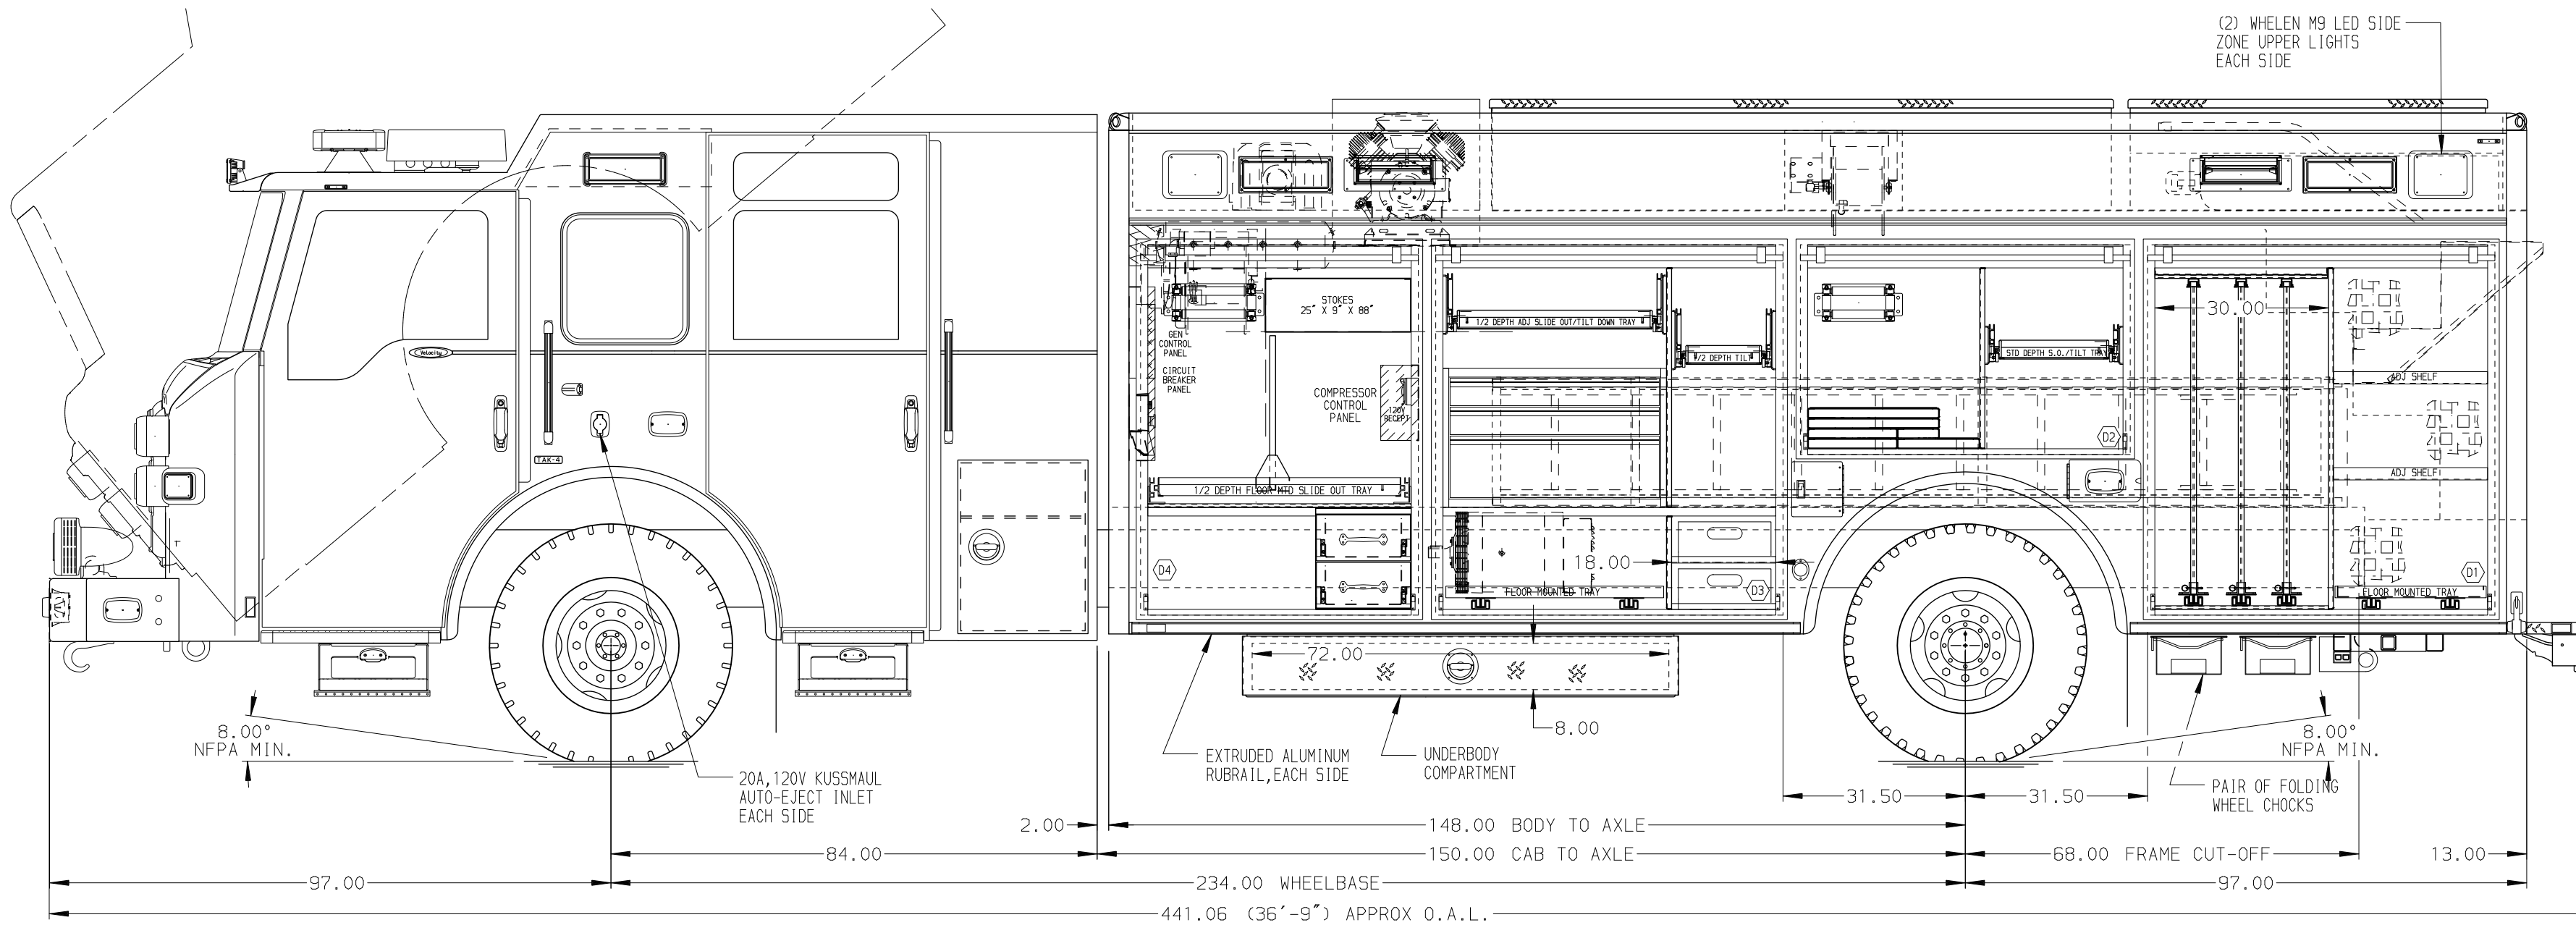 (2) WHELEN M9 LED SIDE
ZONE UPPER LIGHTS
EACH SIDE
STOKES
25" X 9" X 88"
1/2 DEPTH ADJ SLIDE OUT/TILT DOWN TRAY
30.00
GEN
CONTROL
PANEL
Velocity
1/2 DEPTH TILT
STD DEPTH S.O./TILT TRAY
CIRCUIT
BREAKER
PANEL
ADJ SHELF
COMPRESSOR
CONTROL
PANEL
120V
RECEPT
D2
TAK-4
ADJ SHELF
1/2 DEPTH FLOOR MTD SLIDE OUT TRAY
18.00
D4
D3
D1
FLOOR MOUNTED TRAY
FLOOR MOUNTED TRAY
72.00
8.00
8.00°
NFPA MIN.
8.00°
NFPA MIN.
EXTRUDED ALUMINUM
RUBRAIL,EACH SIDE
UNDERBODY
COMPARTMENT
20A,120V KUSSMAUL
AUTO-EJECT INLET
EACH SIDE
PAIR OF FOLDING
WHEEL CHOCKS
31.50
31.50
2.00
148.00 BODY TO AXLE
84.00
150.00 CAB TO AXLE
68.00 FRAME CUT-OFF
13.00
97.00
234.00 WHEELBASE
97.00
441.06 (36'-9") APPROX O.A.L.